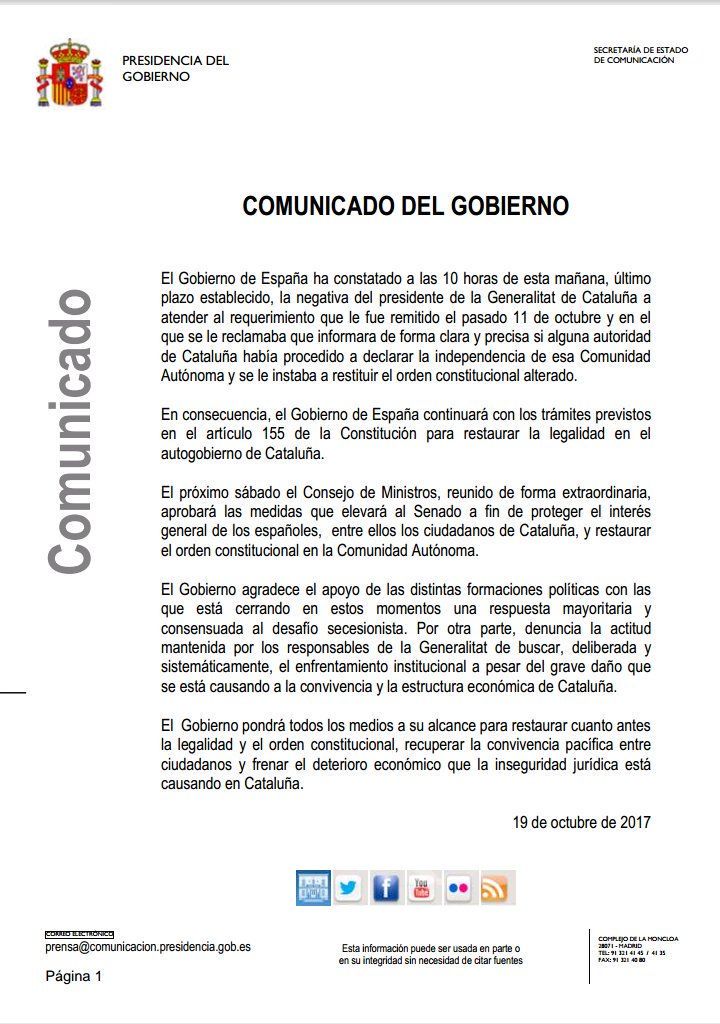 PRESIDENCIA DEL
GOBIERNO
SECRETARÍA DE ESTADO
DE COMUNICACIÓN
COMUNICADO DEL GOBIERNO
Comunicado
El Gobierno de España ha constatado a las 10 horas de esta mañana, último
plazo establecido, la negativa del presidente de la Generalitat de Cataluña a
atender al requerimiento que le fue remitido el pasado 11 de octubre y en el
que se le reclamaba que informara de forma clara y precisa si alguna autoridad
de Cataluña había procedido a declarar la independencia de esa Comunidad
Autónoma y se le instaba a restituir el orden constitucional alterado.
En consecuencia, el Gobierno de España continuará con los trámites previstos
en el artículo 155 de la Constitución para restaurar la legalidad en el
autogobierno de Cataluña.
El próximo sábado el Consejo de Ministros, reunido de forma extraordinaria,
aprobará las medidas que elevará al Senado a fin de proteger el interés
general de los españoles, entre ellos los ciudadanos de Cataluña, y restaurar
el orden constitucional en la Comunidad Autónoma.
El Gobierno agradece el apoyo de las distintas formaciones políticas con las
que está cerrando en estos momentos una respuesta mayoritaria y
consensuada al desafío secesionista. Por otra parte, denuncia la actitud
mantenida por los responsables de la Generalitat de buscar, deliberada y
sistemáticamente, el enfrentamiento institucional a pesar del grave daño que
se está causando a la convivencia y la estructura económica de Cataluña.
El Gobierno pondrá todos los medios a su alcance para restaurar cuanto antes
la legalidad y el orden constitucional, recuperar la convivencia pacífica entre
ciudadanos y frenar el deterioro económico que la inseguridad jurídica está
causando en Cataluña.
19 de octubre de 2017
You
Tube
CORREO ELECTRÓNICO
prensa@comunicacion.presidencia.gob.es
Página 1
Esta información puede ser usada en parte o
en su integridad sin necesidad de citar fuentes
COMPLEJO DE LA MONCLOA
28071 - MADRID
TEL: 91 321 41 45 / 41 35
FAX: 91 321 40 80